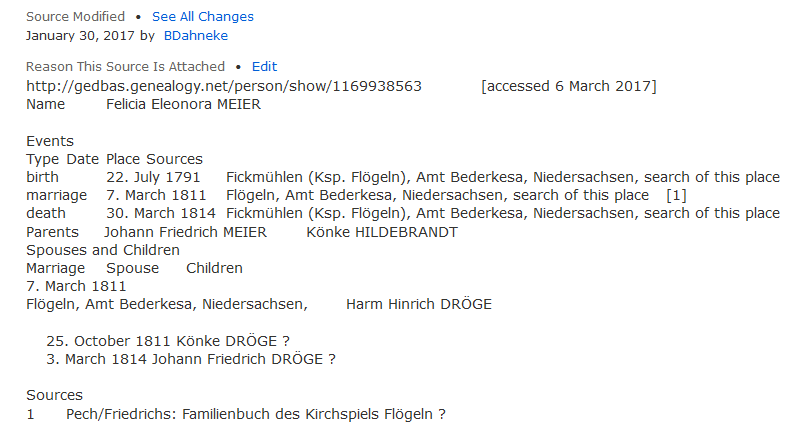 Source Modified • See All Changes
January 30, 2017 by BDahneke
Reason This Source Is Attached • Edit
http://gedbas.genealogy.net/person/show/1169938563 [accessed 6 March 2017]
Name Felicia Eleonora MEIER
Events
Type Date Place Sources
birth 22. July 1791 Fickmühlen (Ksp. Flögeln), Amt Bederkesa, Niedersachsen, search of this place
marriage 7. March 1811 Flögeln, Amt Bederkesa, Niedersachsen, search of this place [1]
death 30. March 1814 Fickmühlen (Ksp. Flögeln), Amt Bederkesa, Niedersachsen, search of this place
Parents Johann Friedrich MEIER Könke HILDEBRANDT
Spouses and Children
Marriage Spouse Children
7. March 1811
Flögeln, Amt Bederkesa, Niedersachsen, Harm Hinrich DRÖGE
25. October 1811 Könke DRÖGE ?
3. March 1814 Johann Friedrich DRÖGE ?
Sources
1 Pech/Friedrichs: Familienbuch des Kirchspiels Flögeln ?